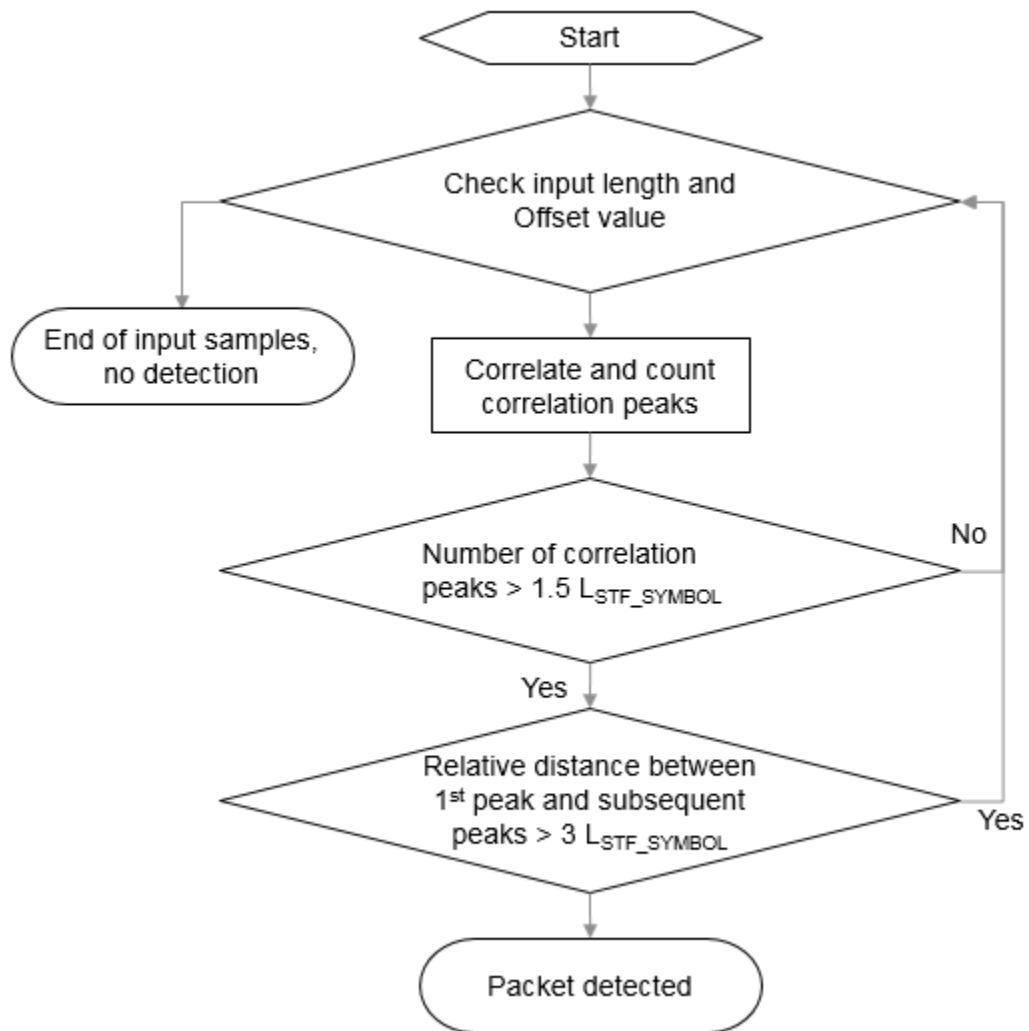 Start
Check input length and
Offset value
End of input samples,
no detection
Correlate and count
correlation peaks
Number of correlation
peaks > 1.5 L_STF_SYMBOL
No
Yes
Relative distance between
1st peak and subsequent
peaks > 3 L_STF_SYMBOL
Yes
Packet detected